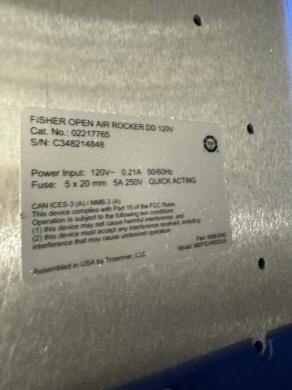 FISHER OPEN AIR ROCKER DD 120V
Cat. No.: 02217765
S/N: C348214848
Power Input: 120V~ 0.21A 50/60Hz
Fuse: 5 x 20 mm 5A 250V QUICK ACTING
CAN ICES-3 (A) / NMB-3 (A)
This device complies with Part 15 of the FCC Rules.
Operation is subject to the following two conditions:
(1) this device may not cause harmful interference, and
(2) this device must accept any interference received, including
interference that may cause undesired operation.
Part
Model:
Assembled in USA by Troemner, LLC